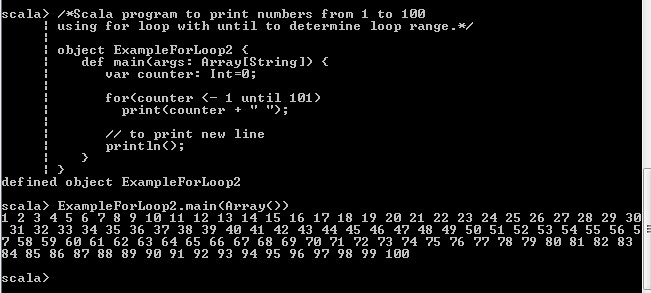 scala> /*Scala program to print numbers from 1 to 100
| using for loop with until to determine loop range.*/
|
| object ExampleForLoop2 {
| def main(args: Array[String]) {
| var counter: Int=0;
|
| for(counter <- 1 until 101)
| print(counter + " ");
|
| // to print new line
| println();
| }
| }
defined object ExampleForLoop2
scala> ExampleForLoop2.main(Array())
1 2 3 4 5 6 7 8 9 10 11 12 13 14 15 16 17 18 19 20 21 22 23 24 25 26 27 28 29 30
31 32 33 34 35 36 37 38 39 40 41 42 43 44 45 46 47 48 49 50 51 52 53 54 55 56 5
7 58 59 60 61 62 63 64 65 66 67 68 69 70 71 72 73 74 75 76 77 78 79 80 81 82 83
84 85 86 87 88 89 90 91 92 93 94 95 96 97 98 99 100
scala>